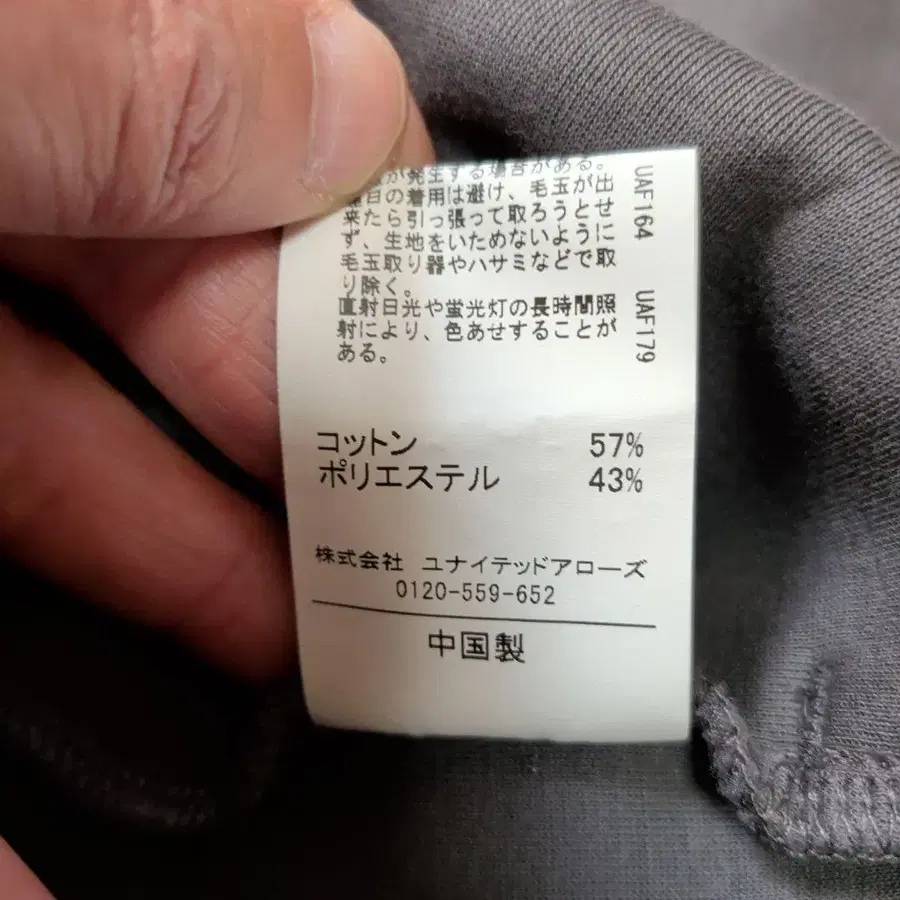 が発生する場合がある。
日の着用は避け、毛玉が出
来たら引っ張って取ろうとせ
ず、生地をいためないように
毛玉取り器やハサミなどで取
り除く。
直射日光や蛍光灯の長時間照
射により、色あせすることが
ある。
UAF164
UAF179
コットン 57%
ポリエステル 43%
株式会社 ユナイテッドアローズ
0120-559-652
中国製